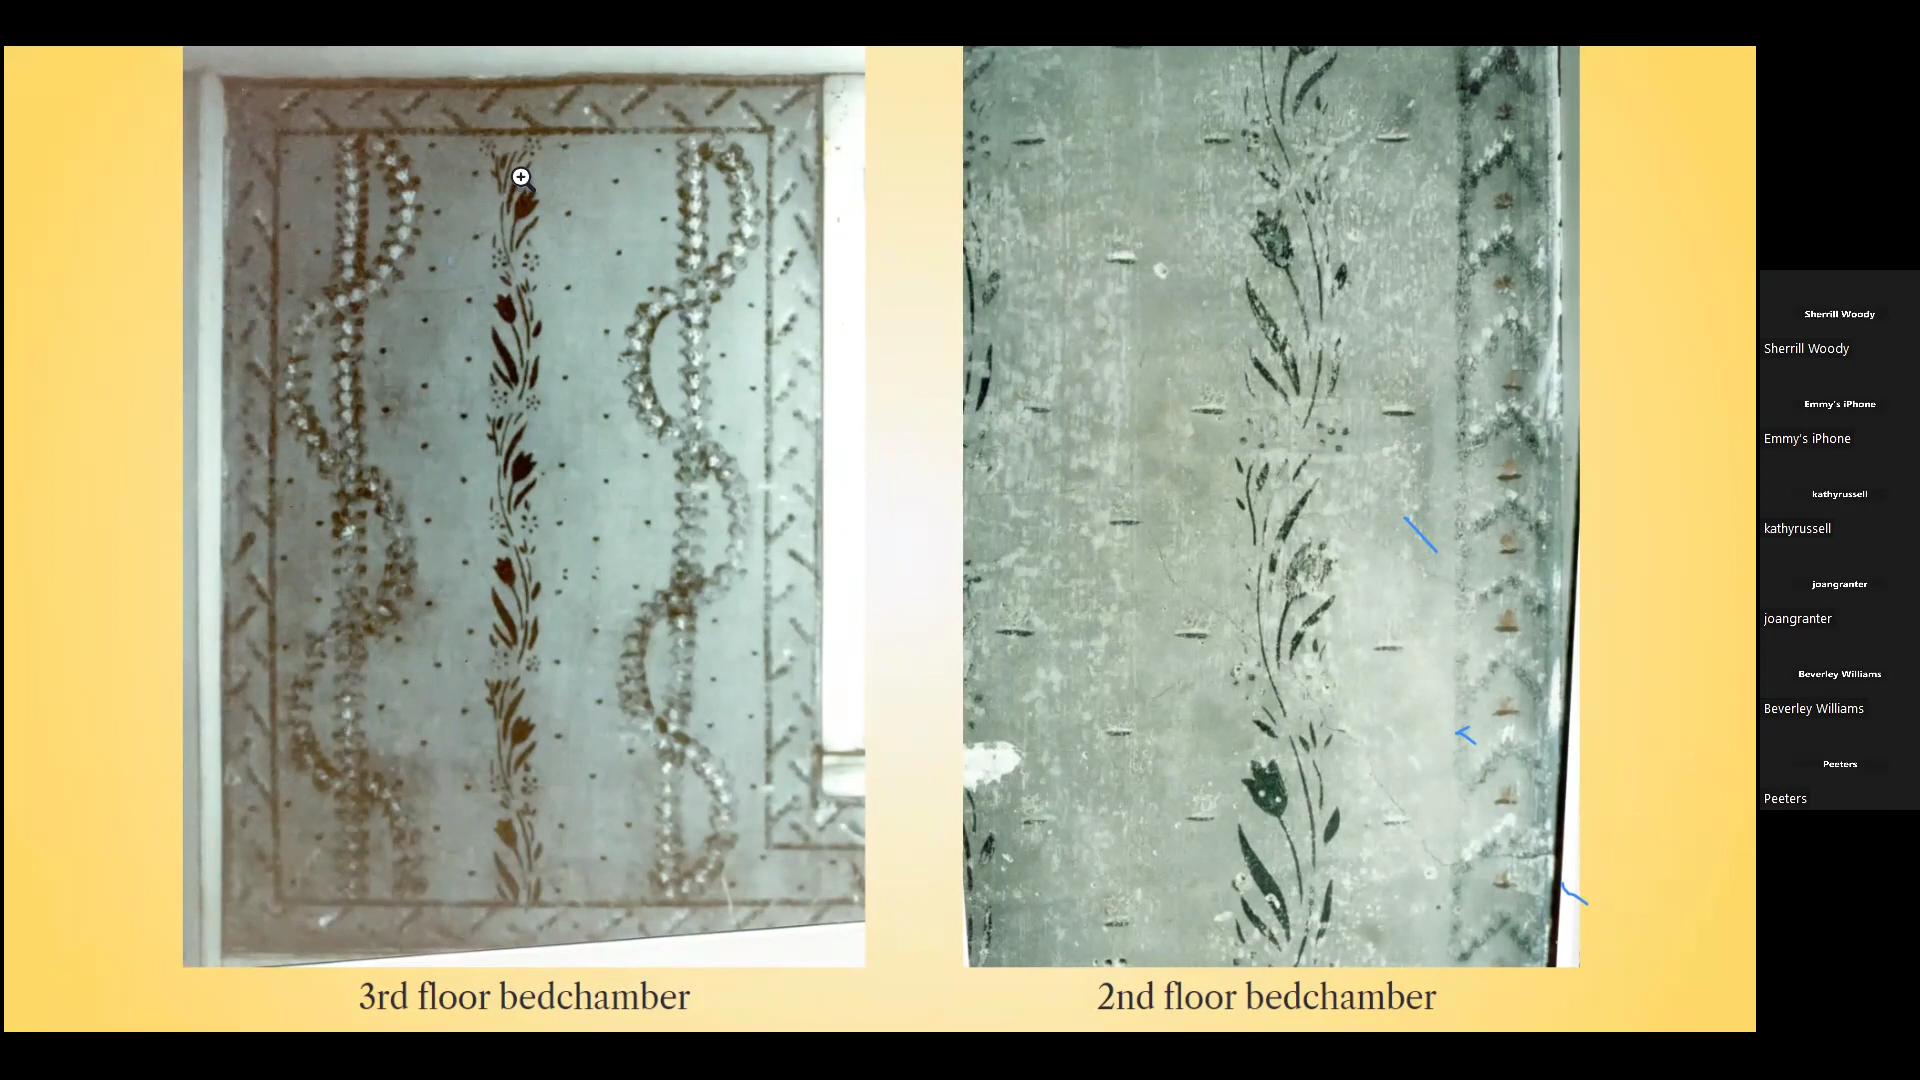 3rd floor bedchamber
2nd floor bedchamber
Sherrill Woody
Sherrill Woody
Emmy's iPhone
Emmy's iPhone
kathyrussell
kathyrussell
joangranter
joangranter
Beverley Williams
Beverley Williams
Peeters
Peeters